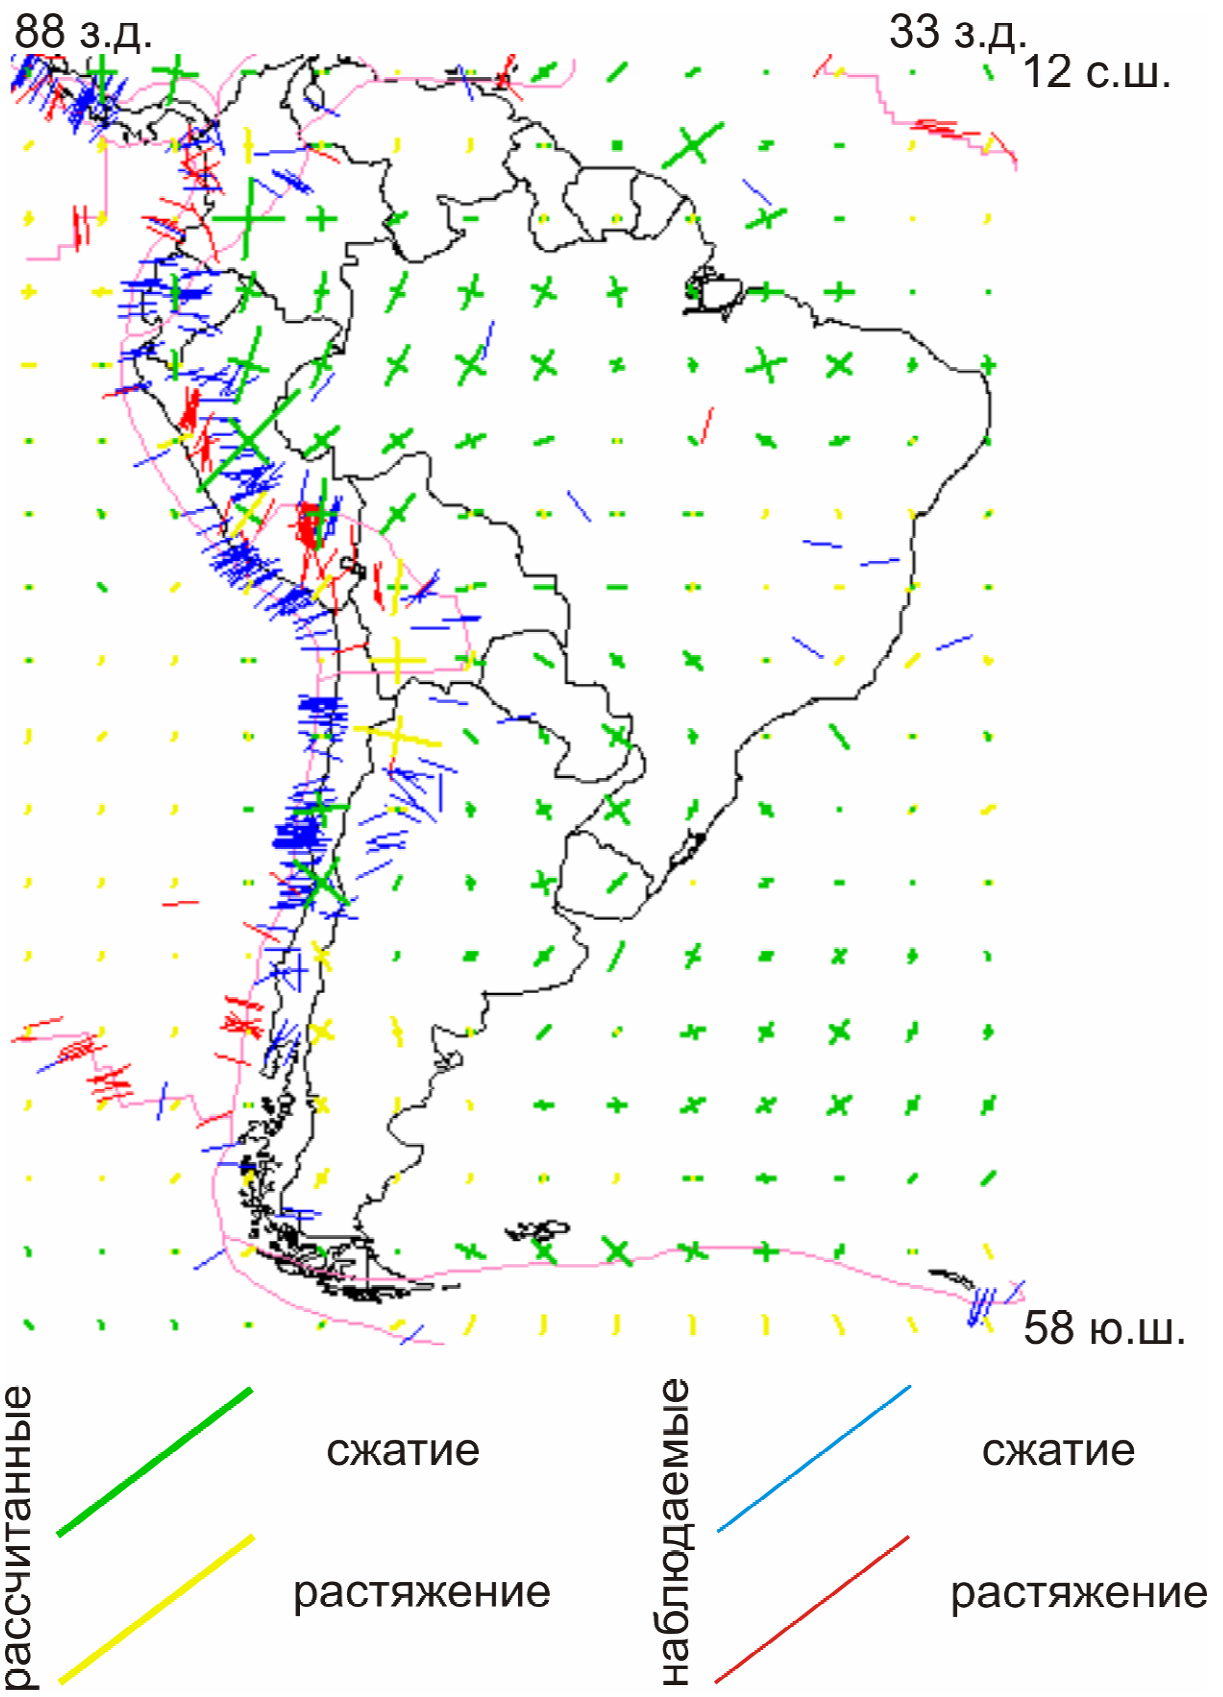 88 з.д.
33 з.д.
12 с.ш.
58 ю.ш.
рассчитанные
сжатие
растяжение
наблюдаемые
сжатие
растяжение